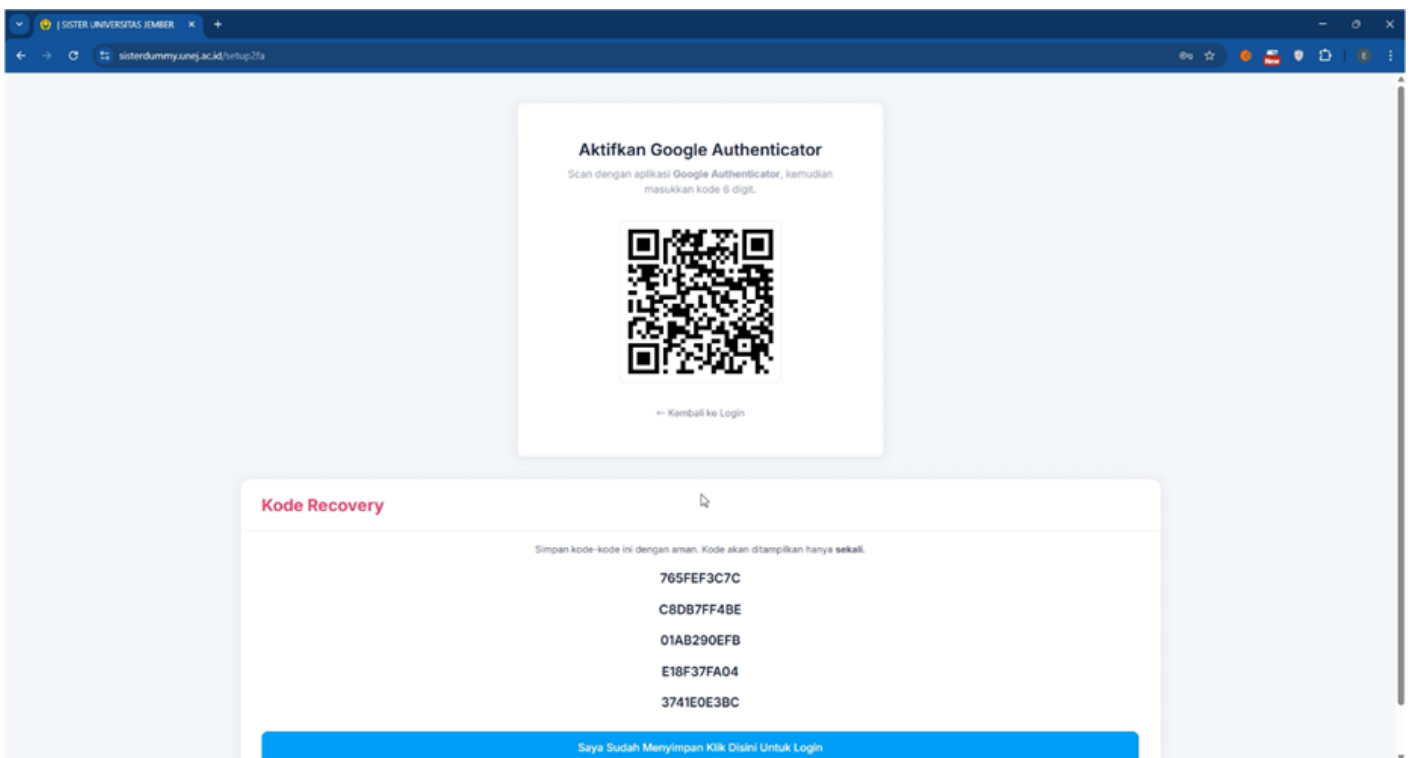 | SISTER UNIVERSITAS JEMBER
sisterdummy.unej.ac.id/setup2fa
New
E
Aktifkan Google Authenticator
Scan dengan aplikasi Google Authenticator, kemudian
masukkan kode 6 digit.
← Kembali ke Login
Kode Recovery
Simpan kode-kode ini dengan aman. Kode akan ditampilkan hanya sekali.
765FEF3C7C
C8DB7FF4BE
01AB290EFB
E18F37FA04
3741E0E3BC
Saya Sudah Menyimpan Klik Disini Untuk Login